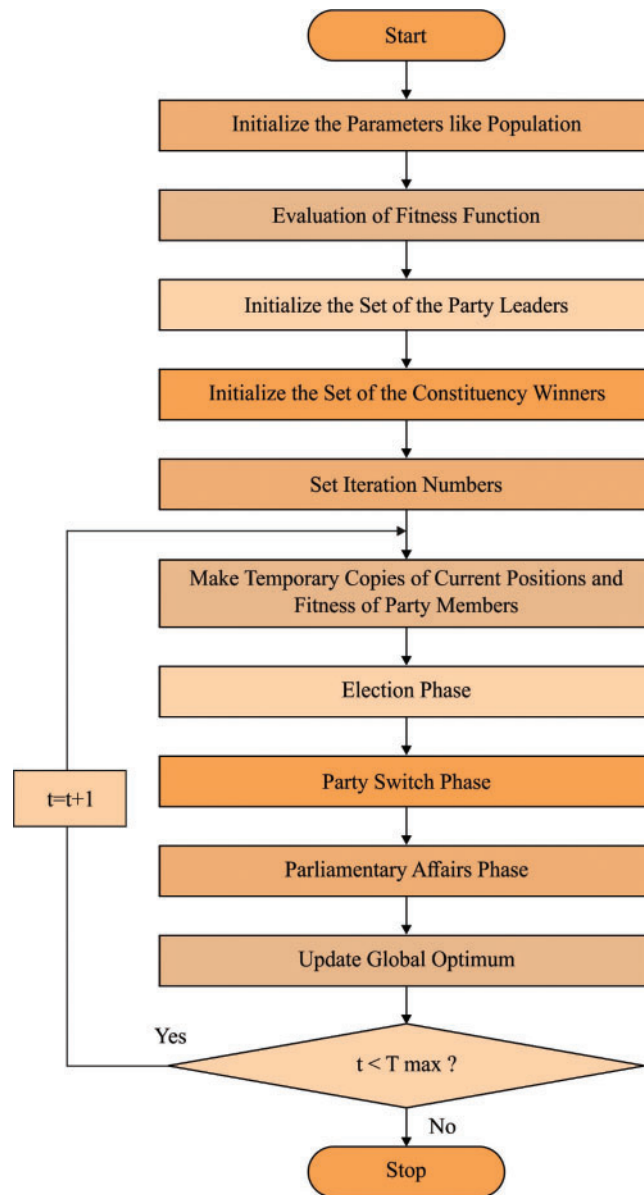 Start
Initialize the Parameters like Population
Evaluation of Fitness Function
Initialize the Set of the Party Leaders
Initialize the Set of the Constituency Winners
Set Iteration Numbers
Make Temporary Copies of Current Positions and
Fitness of Party Members
Election Phase
Party Switch Phase
t=t+1
Parliamentary Affairs Phase
Update Global Optimum
Yes
t < T max ?
No
Stop